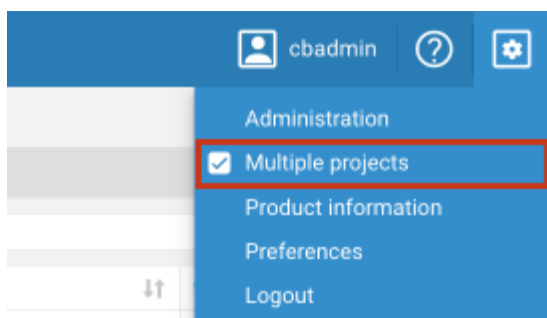 cbadmin
Administration
Multiple projects
Product information
Preferences
Logout